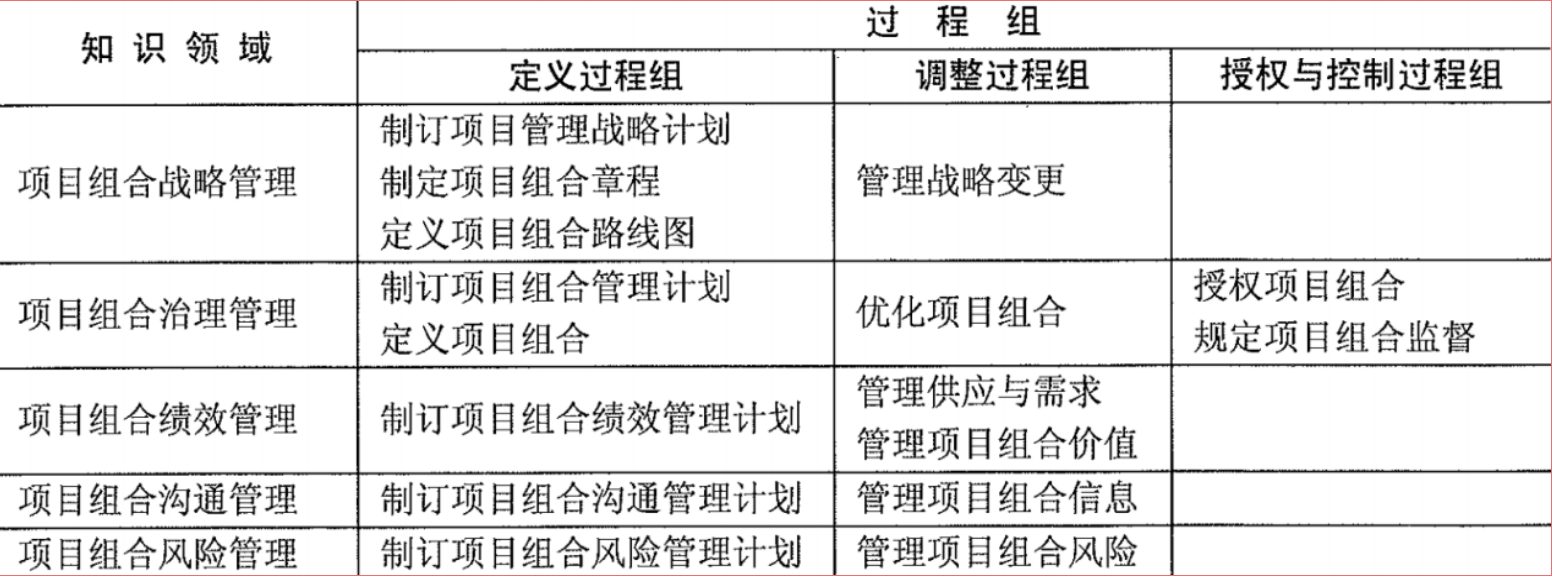 知识领域
过程组
定义过程组 调整过程组 授权与控制过程组
项目组合战略管理
制订项目管理战略计划
制定项目组合章程
定义项目组合路线图
管理战略变更
项目组合治理管理
制订项目组合管理计划
定义项目组合
优化项目组合
授权项目组合
规定项目组合监督
项目组合绩效管理
制订项目组合绩效管理计划
管理供应与需求
管理项目组合价值
项目组合沟通管理 制订项目组合沟通管理计划 管理项目组合信息
项目组合风险管理 制订项目组合风险管理计划 管理项目组合风险